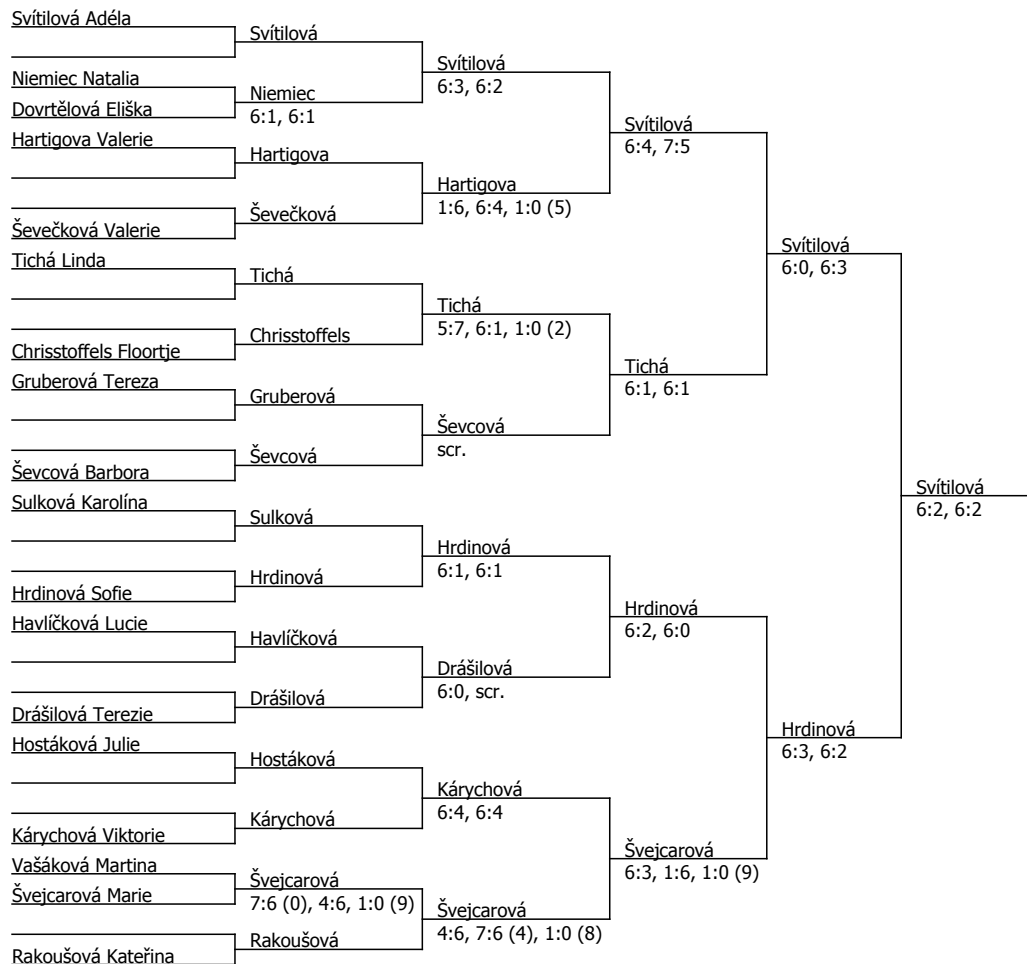 Svítilová Adéla
Niemiec Natalia
Dovrtělová Eliška
Hartigova Valerie
Ševečková Valerie
Tichá Linda
Chrisstoffels Floortje
Gruberová Tereza
Ševcová Barbora
Sulková Karolína
Hrdinová Sofie
Havlíčková Lucie
Drášilová Terezie
Hostáková Julie
Kárychová Viktorie
Vašáková Martina
Švejcarová Marie
Rakoušová Kateřina
Svítilová
Niemiec
6:1, 6:1
Hartigova
Ševečková
Tichá
Chrisstoffels
Gruberová
Ševcová
Sulková
Hrdinová
Havlíčková
Drášilová
Hostáková
Kárychová
Švejcarová
7:6 (0), 4:6, 1:0 (9)
Rakoušová
Svítilová
6:3, 6:2
Hartigova
1:6, 6:4, 1:0 (5)
Tichá
5:7, 6:1, 1:0 (2)
Ševcová
scr.
Hrdinová
6:1, 6:1
Drášilová
6:0, scr.
Kárychová
6:4, 6:4
Švejcarová
4:6, 7:6 (4), 1:0 (8)
Svítilová
6:4, 7:5
Tichá
6:1, 6:1
Hrdinová
6:2, 6:0
Švejcarová
6:3, 1:6, 1:0 (9)
Svítilová
6:0, 6:3
Hrdinová
6:3, 6:2
Svítilová
6:2, 6:2